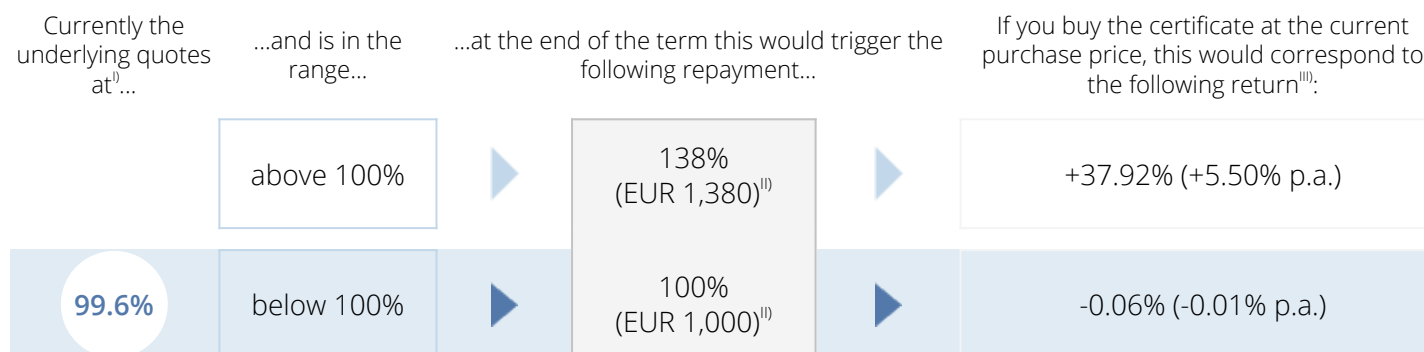 Currently the
underlying quotes
at^I)...
...and is in the
range...
...at the end of the term this would trigger the
following repayment...
If you buy the certificate at the current
purchase price, this would correspond to
the following return^III):
above 100%
138%
(EUR 1,380)^II)
+37.92% (+5.50% p.a.)
99.6%
below 100%
100%
(EUR 1,000)^II)
-0.06% (-0.01% p.a.)